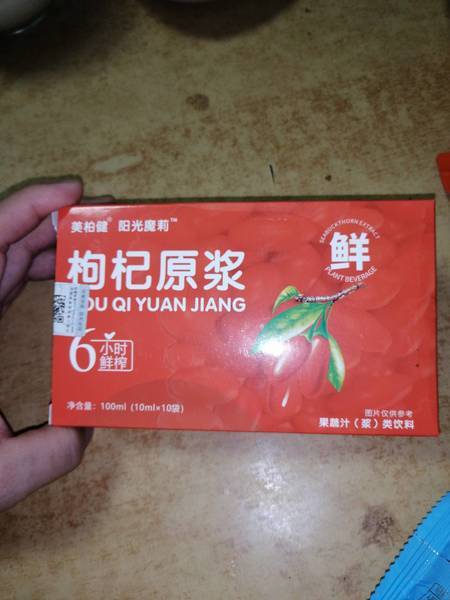 美柏健® 阳光魔莉™
枸杞原浆
GOU QI YUAN JIANG
6小时
鲜榨
净含量：100ml（10ml×10袋）
SEABUCKTHORN EXTRACT
鲜
PLANT BEVERAGE
图片仅供参考
果蔬汁（浆）类饮料